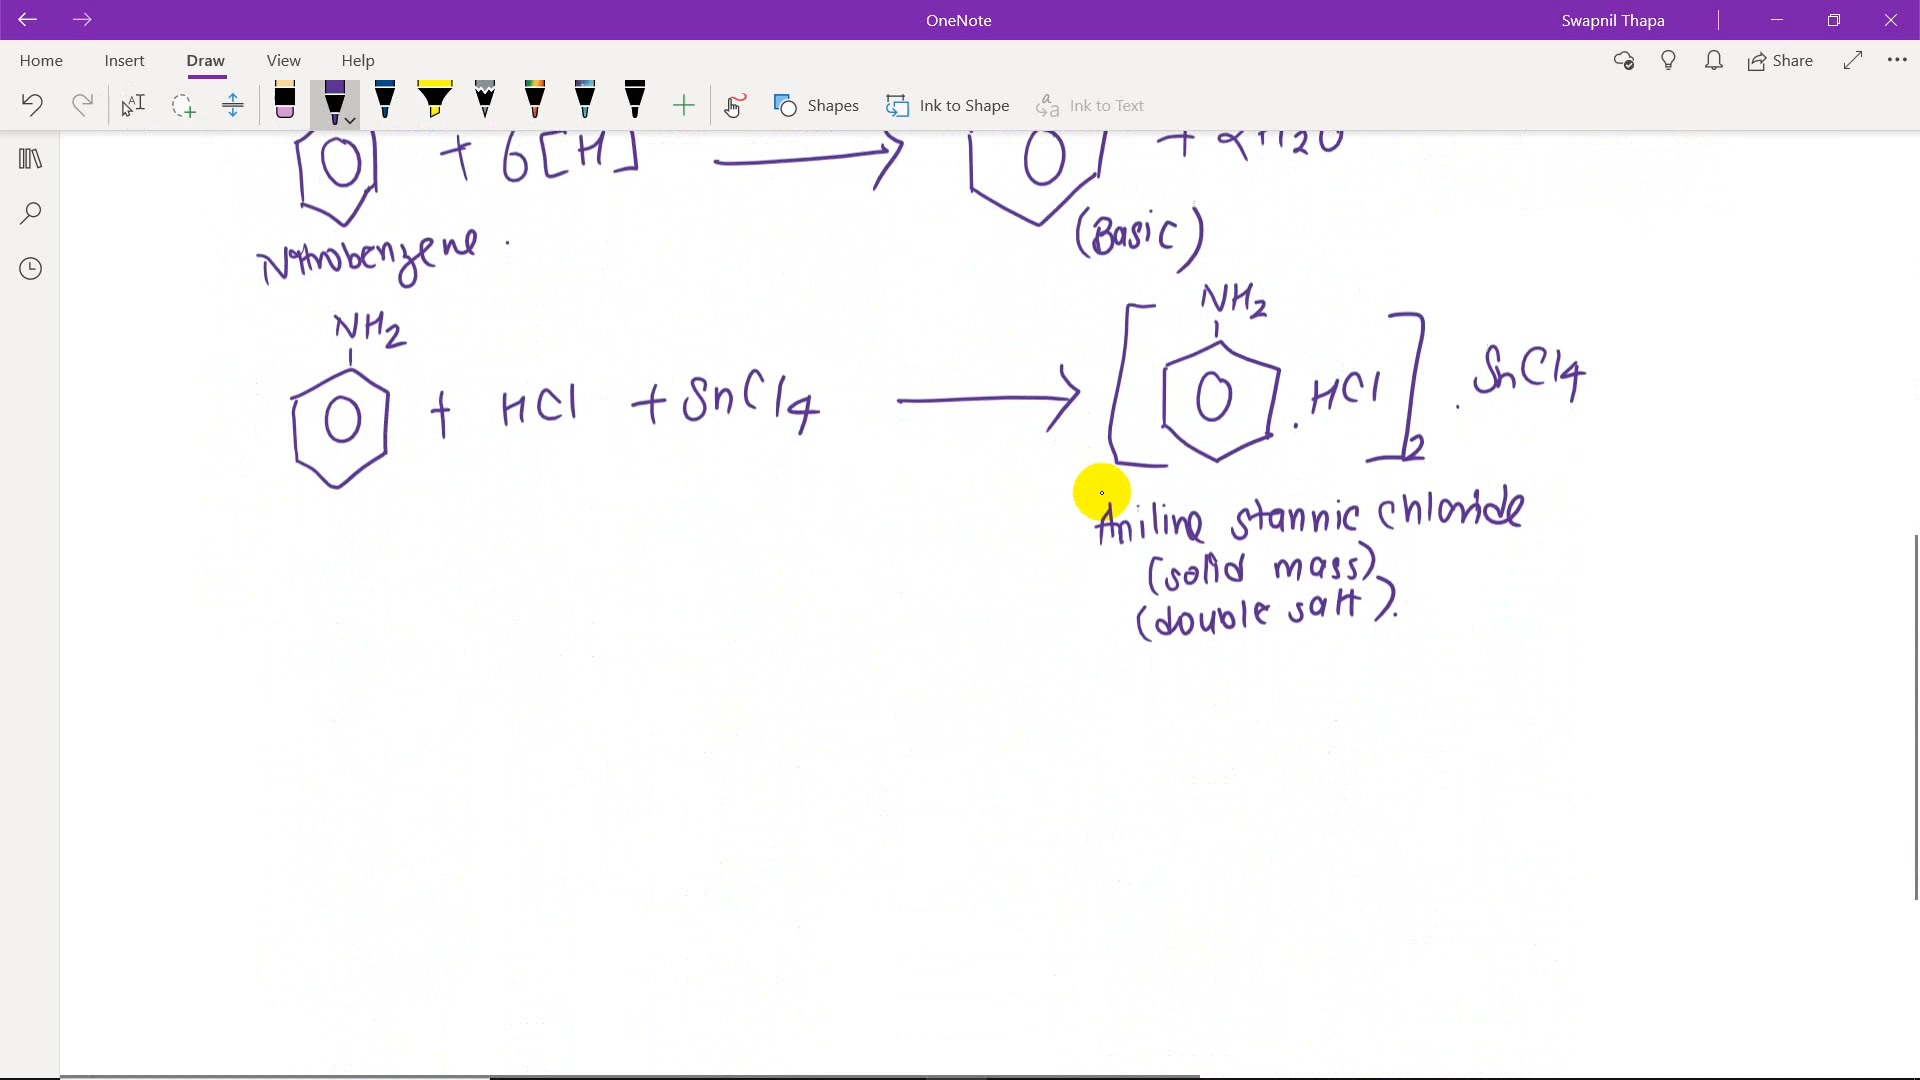 OneNote
Swapnil Thapa
Home Insert Draw View Help
Share
Shapes
Ink to Shape
Ink to Text
+ 6[H] ⟶ + 2H2O
Nitrobenzene.
(Basic)
NH2
NH2
+ HCl + SnCl4 ⟶ [ . HCl ]2 . SnCl4
Aniline stannic chloride
(solid mass)
(double salt).